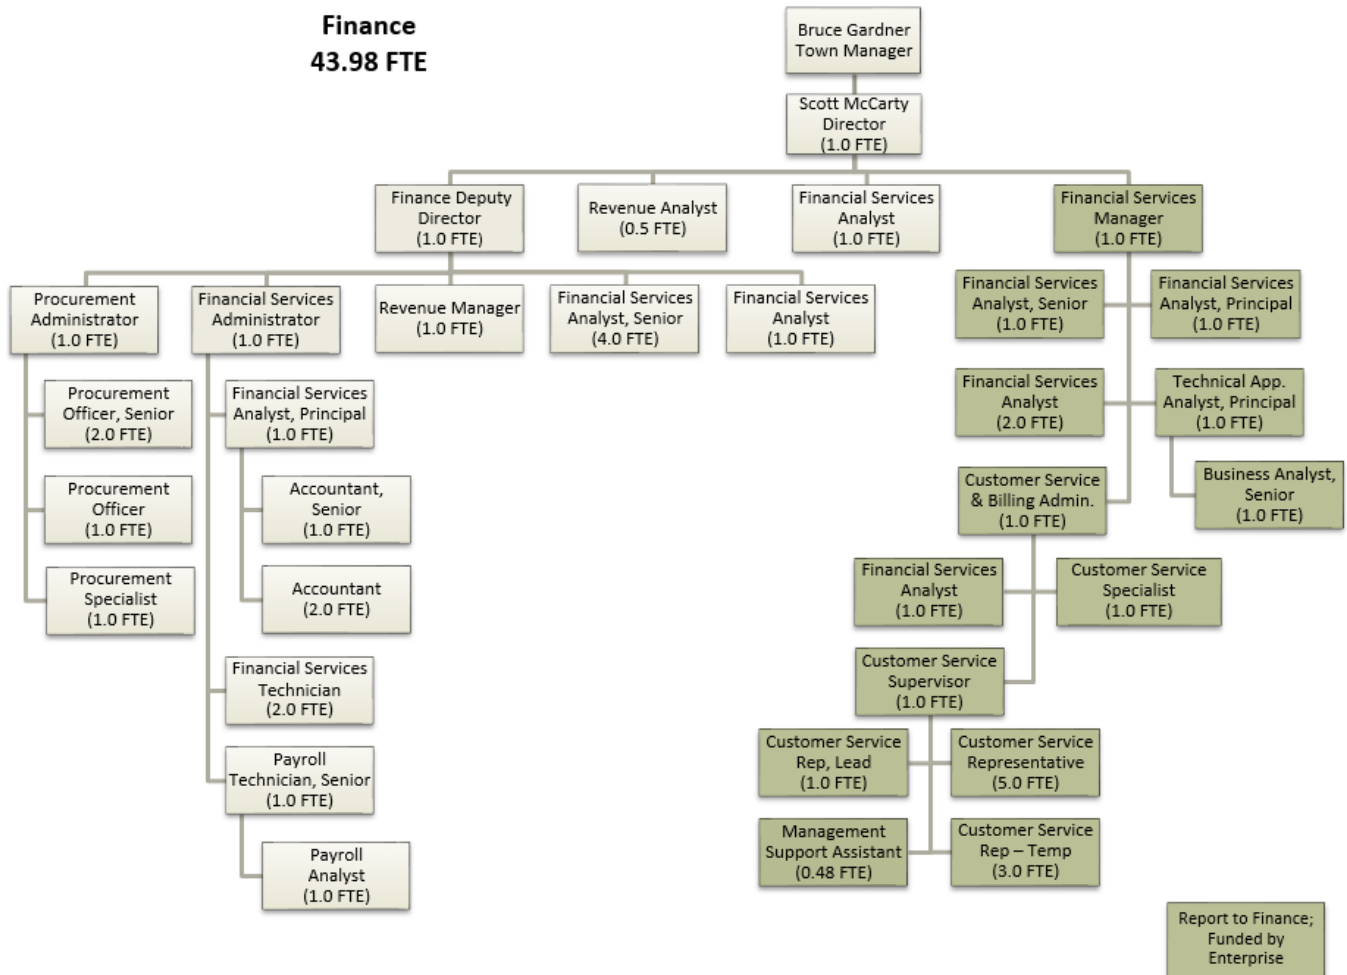 Finance
43.98 FTE
Bruce Gardner
Town Manager
Scott McCarty
Director
(1.0 FTE)
Finance Deputy
Director
(1.0 FTE)
Revenue Analyst
(0.5 FTE)
Financial Services
Analyst
(1.0 FTE)
Financial Services
Manager
(1.0 FTE)
Procurement
Administrator
(1.0 FTE)
Financial Services
Administrator
(1.0 FTE)
Revenue Manager
(1.0 FTE)
Financial Services
Analyst, Senior
(4.0 FTE)
Financial Services
Analyst
(1.0 FTE)
Procurement
Officer, Senior
(2.0 FTE)
Procurement
Officer
(1.0 FTE)
Procurement
Specialist
(1.0 FTE)
Financial Services
Analyst, Principal
(1.0 FTE)
Accountant,
Senior
(1.0 FTE)
Accountant
(2.0 FTE)
Financial Services
Technician
(2.0 FTE)
Payroll
Technician, Senior
(1.0 FTE)
Payroll
Analyst
(1.0 FTE)
Financial Services
Analyst, Senior
(1.0 FTE)
Financial Services
Analyst, Principal
(1.0 FTE)
Financial Services
Analyst
(2.0 FTE)
Technical App.
Analyst, Principal
(1.0 FTE)
Business Analyst,
Senior
(1.0 FTE)
Customer Service
& Billing Admin.
(1.0 FTE)
Financial Services
Analyst
(1.0 FTE)
Customer Service
Specialist
(1.0 FTE)
Customer Service
Supervisor
(1.0 FTE)
Customer Service
Rep, Lead
(1.0 FTE)
Customer Service
Representative
(5.0 FTE)
Management
Support Assistant
(0.48 FTE)
Customer Service
Rep – Temp
(3.0 FTE)
Report to Finance;
Funded by
Enterprise